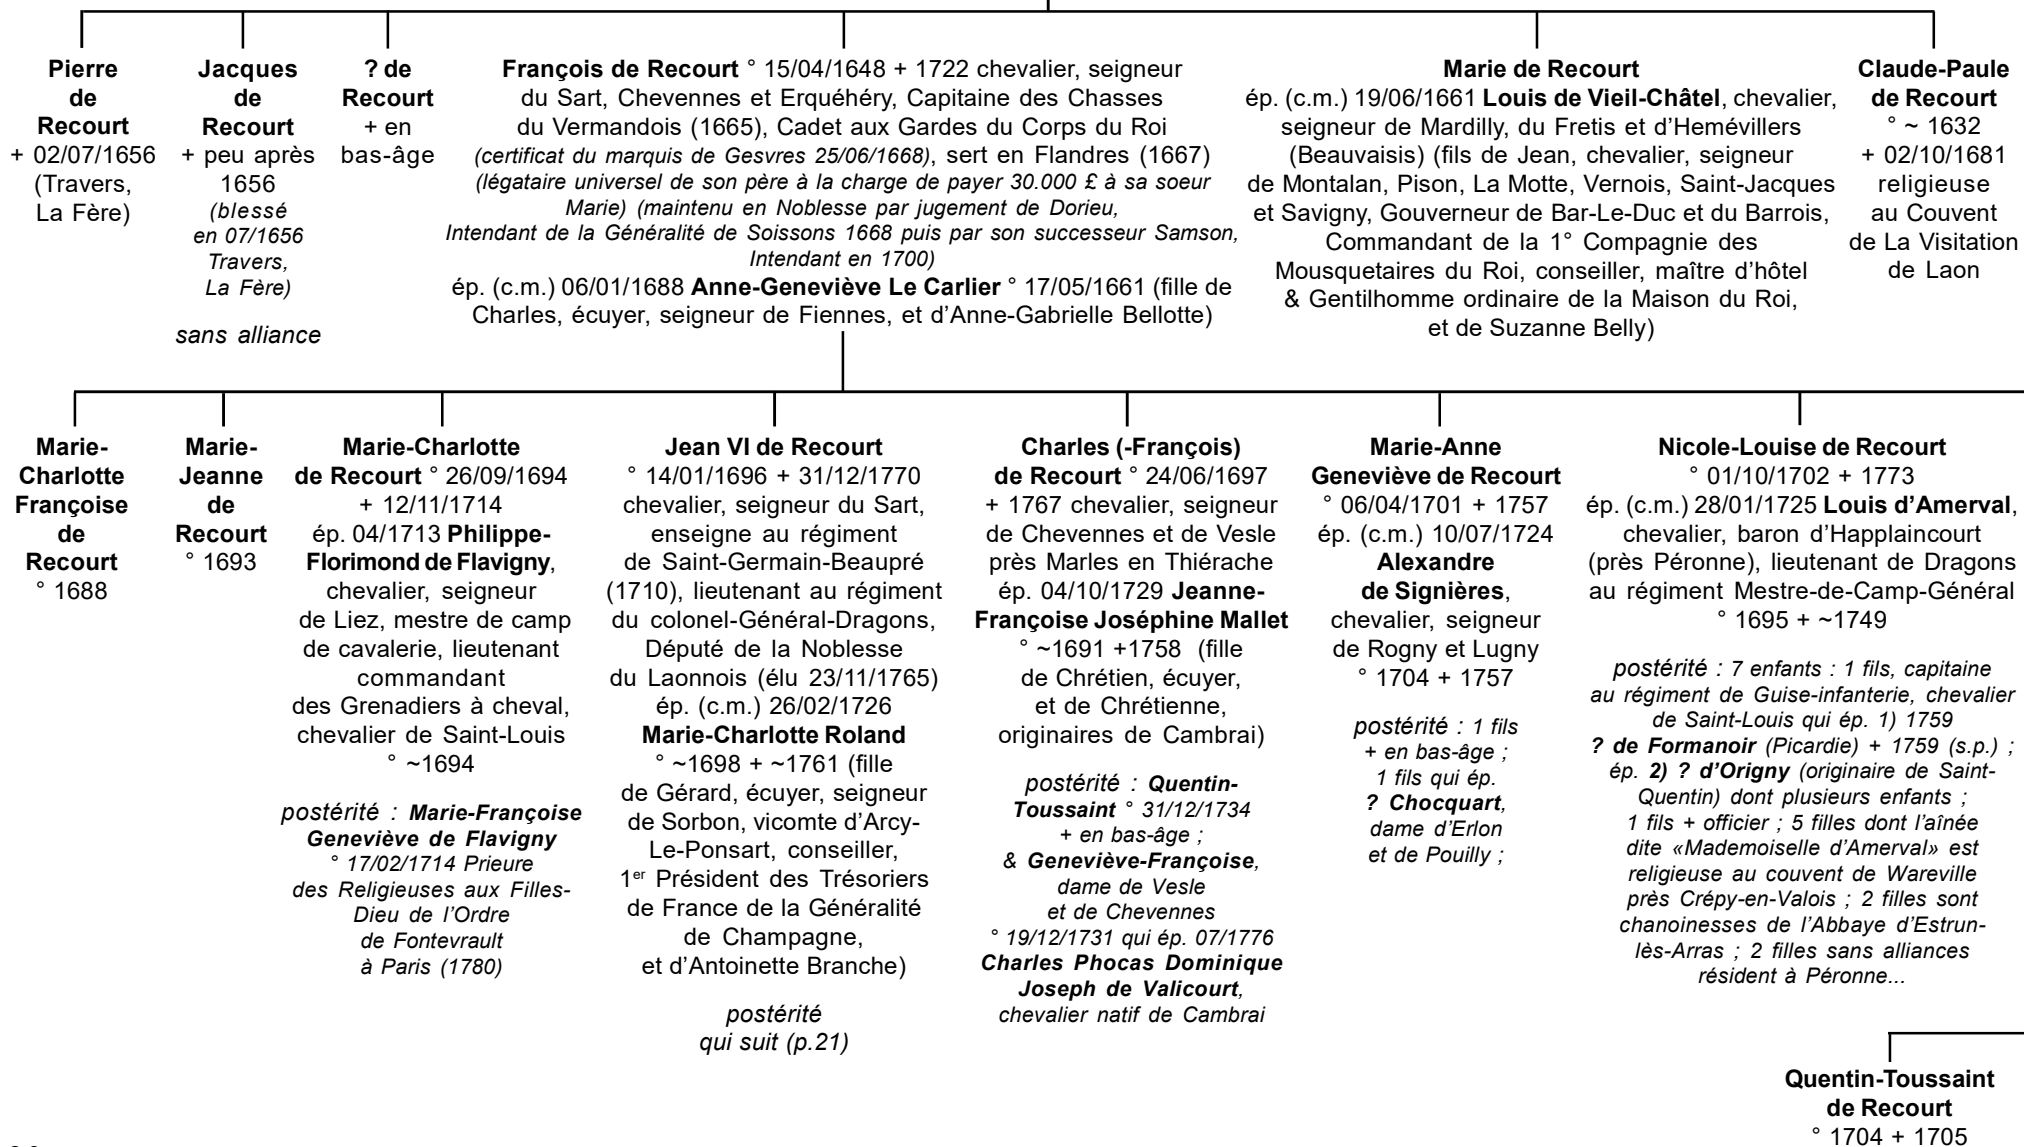 Pierre
de
Recourt
+ 02/07/1656
(Travers,
La Fère)
Jacques
de
Recourt
+ peu après
1656
(blessé
en 07/1656
Travers,
La Fère)
sans alliance
? de
Recourt
+ en
bas-âge
François de Recourt ° 15/04/1648 + 1722 chevalier, seigneur
du Sart, Chevennes et Erquéhéry, Capitaine des Chasses
du Vermandois (1665), Cadet aux Gardes du Corps du Roi
(certificat du marquis de Gesvres 25/06/1668), sert en Flandres (1667)
(légataire universel de son père à la charge de payer 30.000 £ à sa soeur
Marie) (maintenu en Noblesse par jugement de Dorieu,
Intendant de la Généralité de Soissons 1668 puis par son successeur Samson,
Intendant en 1700)
ép. (c.m.) 06/01/1688 Anne-Geneviève Le Carlier ° 17/05/1661 (fille de
Charles, écuyer, seigneur de Fiennes, et d'Anne-Gabrielle Bellotte)
Marie de Recourt
ép. (c.m.) 19/06/1661 Louis de Vieil-Châtel, chevalier,
seigneur de Mardilly, du Fretis et d'Hemévillers
(Beauvaisis) (fils de Jean, chevalier, seigneur
de Montalan, Pison, La Motte, Vernois, Saint-Jacques
et Savigny, Gouverneur de Bar-Le-Duc et du Barrois,
Commandant de la 1° Compagnie des
Mousquetaires du Roi, conseiller, maître d'hôtel
& Gentilhomme ordinaire de la Maison du Roi,
et de Suzanne Belly)
Claude-Paule
de Recourt
° ~ 1632
+ 02/10/1681
religieuse
au Couvent
de La Visitation
de Laon
Marie-
Charlotte
Françoise
de
Recourt
° 1688
Marie-
Jeanne
de
Recourt
° 1693
Marie-Charlotte
de Recourt ° 26/09/1694
+ 12/11/1714
ép. 04/1713 Philippe-
Florimond de Flavigny,
chevalier, seigneur
de Liez, mestre de camp
de cavalerie, lieutenant
commandant
des Grenadiers à cheval,
chevalier de Saint-Louis
° ~1694
postérité : Marie-Françoise
Geneviève de Flavigny
° 17/02/1714 Prieure
des Religieuses aux Filles-
Dieu de l'Ordre
de Fontevrault
à Paris (1780)
Jean VI de Recourt
° 14/01/1696 + 31/12/1770
chevalier, seigneur du Sart,
enseigne au régiment
de Saint-Germain-Beaupré
(1710), lieutenant au régiment
du colonel-Général-Dragons,
Député de la Noblesse
du Laonnois (élu 23/11/1765)
ép. (c.m.) 26/02/1726
Marie-Charlotte Roland
° ~1698 + ~1761 (fille
de Gérard, écuyer, seigneur
de Sorbon, vicomte d'Arcy-
Le-Ponsart, conseiller,
1er Président des Trésoriers
de France de la Généralité
de Champagne,
et d'Antoinette Branche)
postérité
qui suit (p.21)
Charles (-François)
de Recourt ° 24/06/1697
+ 1767 chevalier, seigneur
de Chevennes et de Vesle
près Marles en Thiérache
ép. 04/10/1729 Jeanne-
Françoise Joséphine Mallet
° ~1691 +1758 (fille
de Chrétien, écuyer,
et de Chrétienne,
originaires de Cambrai)
postérité : Quentin-
Toussaint ° 31/12/1734
+ en bas-âge ;
& Geneviève-Françoise,
dame de Vesle
et de Chevennes
° 19/12/1731 qui ép. 07/1776
Charles Phocas Dominique
Joseph de Valicourt,
chevalier natif de Cambrai
Marie-Anne
Geneviève de Recourt
° 06/04/1701 + 1757
ép. (c.m.) 10/07/1724
Alexandre
de Signières,
chevalier, seigneur
de Rogny et Lugny
° 1704 + 1757
postérité : 1 fils
+ en bas-âge ;
1 fils qui ép.
? Chocquart,
dame d'Erlon
et de Pouilly ;
Nicole-Louise de Recourt
° 01/10/1702 + 1773
ép. (c.m.) 28/01/1725 Louis d'Amerval,
chevalier, baron d'Happlaincourt
(près Péronne), lieutenant de Dragons
au régiment Mestre-de-Camp-Général
° 1695 + ~1749
postérité : 7 enfants : 1 fils, capitaine
au régiment de Guise-infanterie, chevalier
de Saint-Louis qui ép. 1) 1759
? de Formanoir (Picardie) + 1759 (s.p.) ;
ép. 2) ? d'Origny (originaire de Saint-
Quentin) dont plusieurs enfants ;
1 fils + officier ; 5 filles dont l'aînée
dite «Mademoiselle d'Amerval» est
religieuse au couvent de Wareville
près Crépy-en-Valois ; 2 filles sont
chanoinesses de l'Abbaye d'Estrun-
lès-Arras ; 2 filles sans alliances
résident à Péronne...
Quentin-Toussaint
de Recourt
° 1704 + 1705